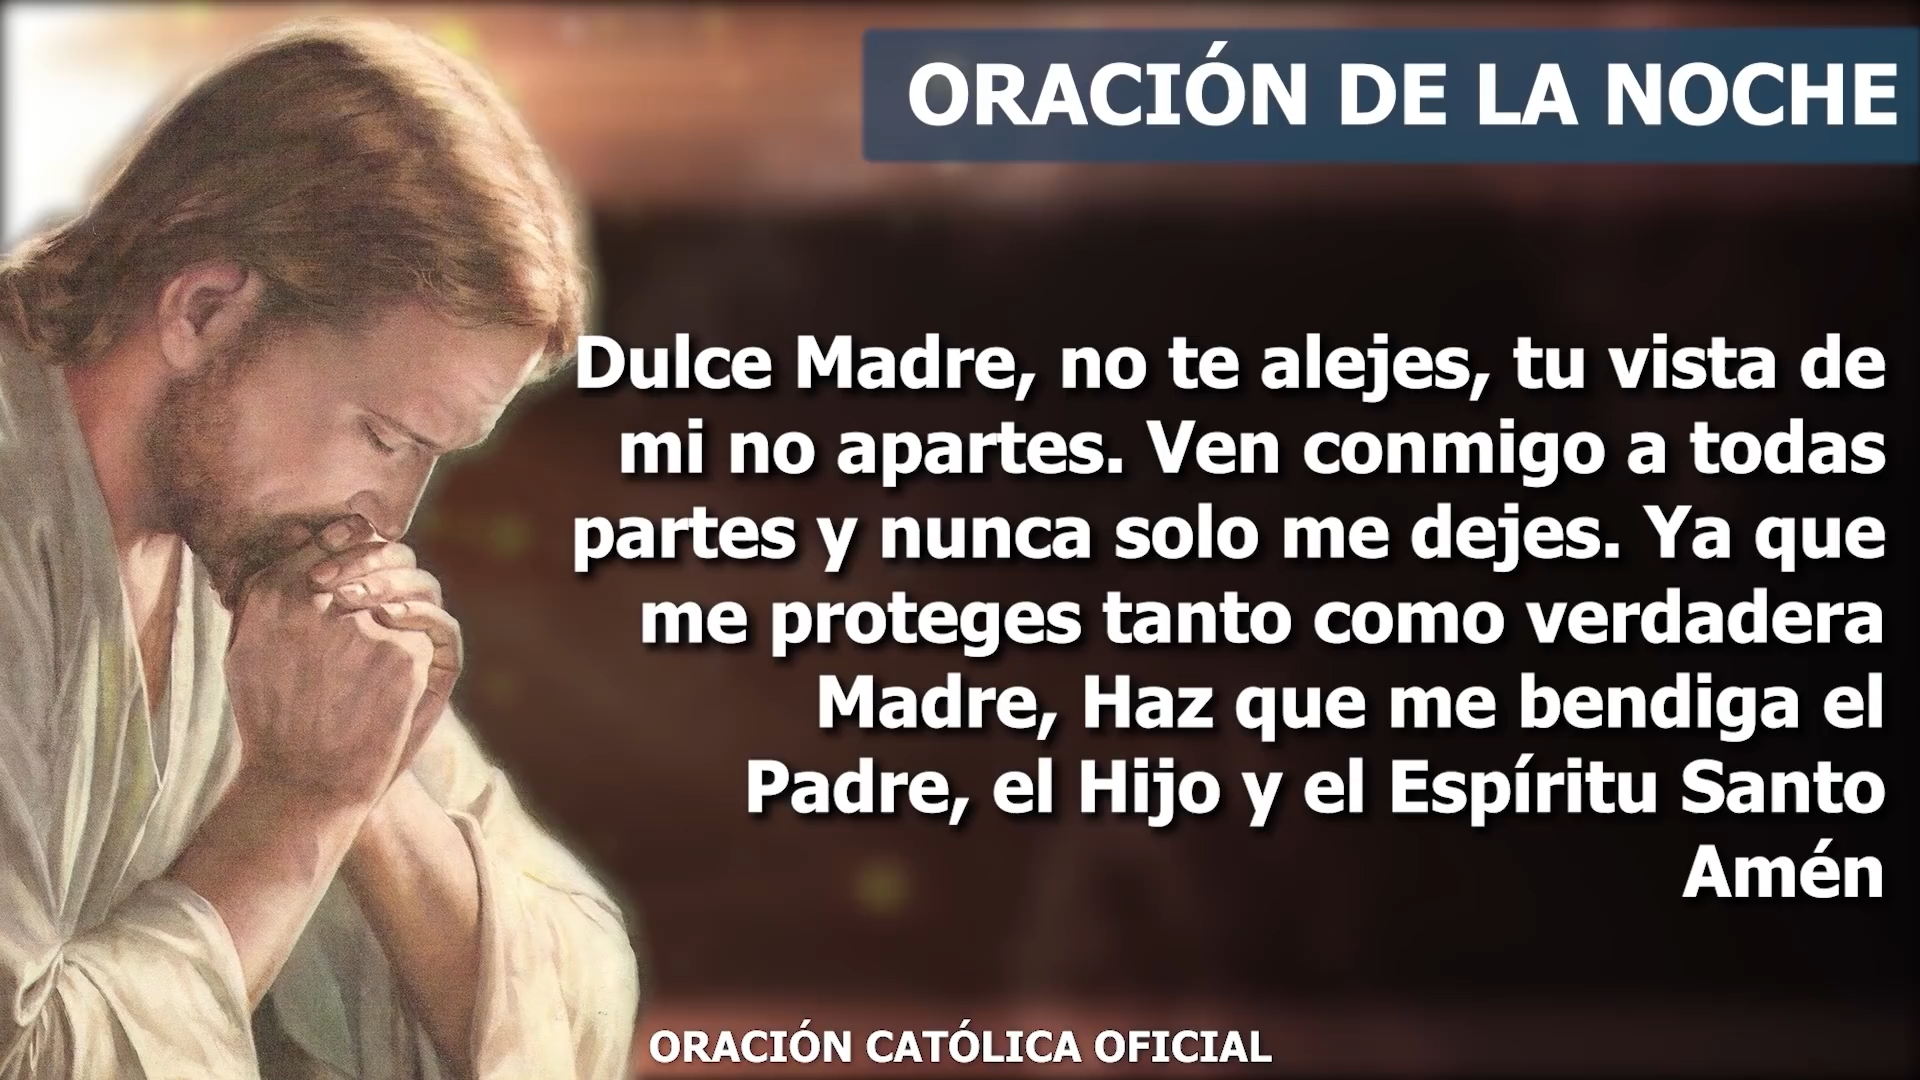 ORACIÓN DE LA NOCHE
Dulce Madre, no te alejes, tu vista de
mi no apartes. Ven conmigo a todas
partes y nunca solo me dejes. Ya que
me proteges tanto como verdadera
Madre, Haz que me bendiga el
Padre, el Hijo y el Espíritu Santo
Amén
ORACIÓN CATÓLICA OFICIAL